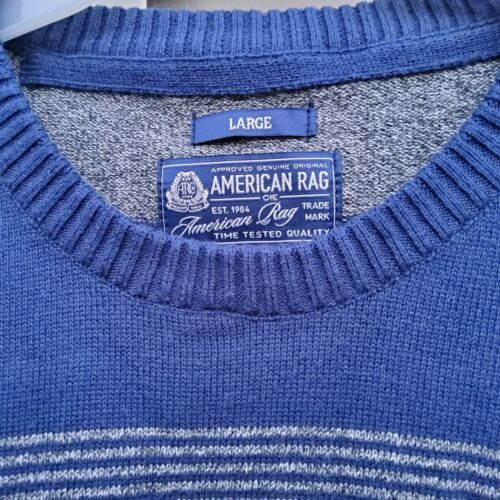 LARGE
APPROVED GENUINE ORIGINAL
AMERICAN RAG
CIE
EST. 1984
TRADE
MARK
American Rag
TIME TESTED QUALITY